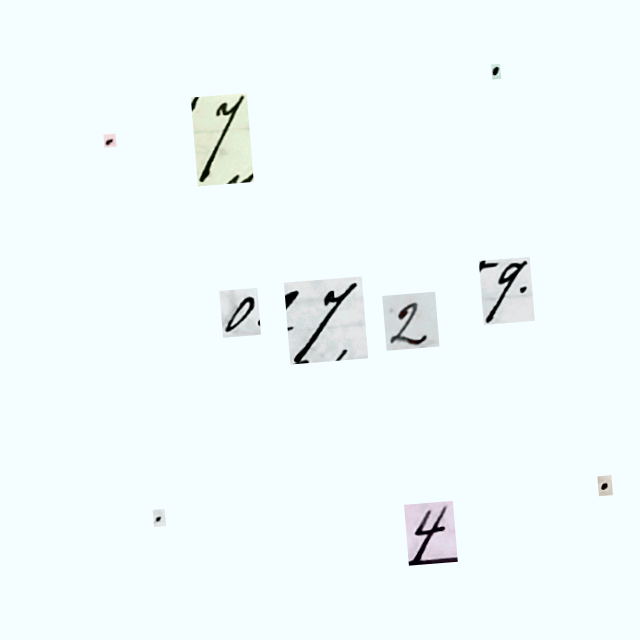 . 7 .
0. 7 2 9.
. 4 .